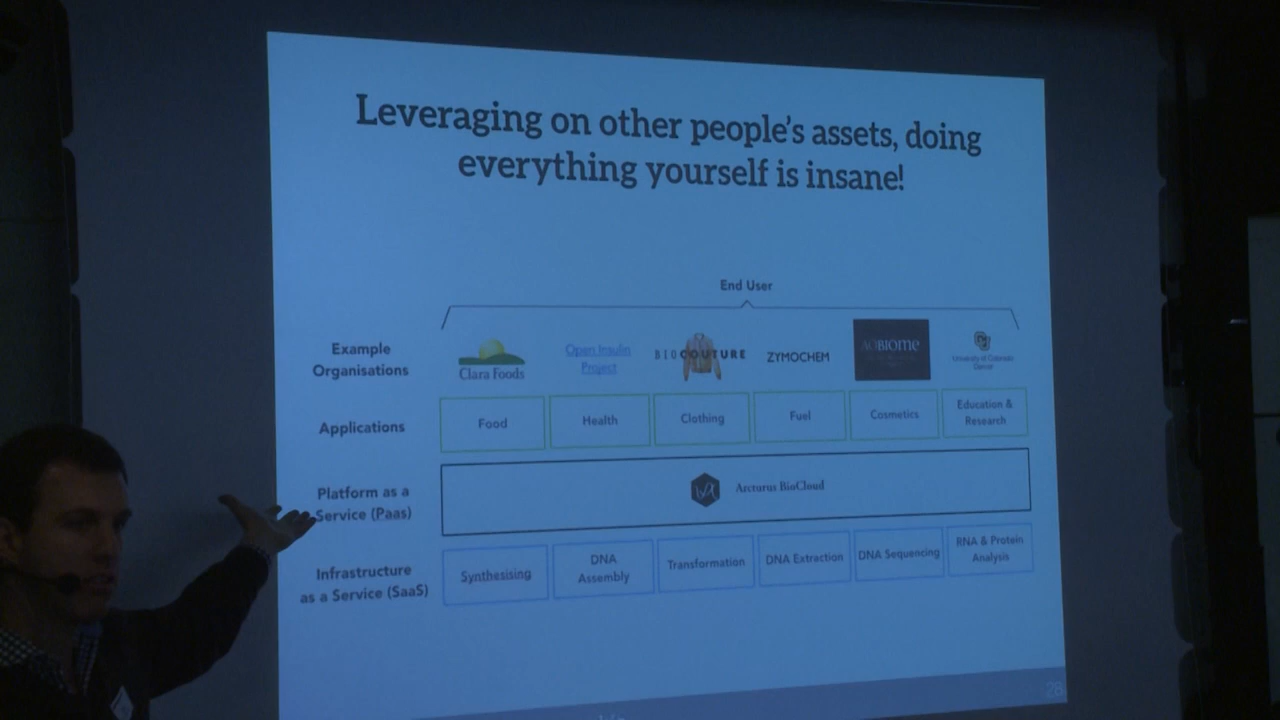 Leveraging on other people's assets, doing
everything yourself is insane!
End User
Example
Organisations
Clara Foods
Open Insulin
Project
BIOCOUTURE
ZYMOCHEM
AOBIOME
University of Colorado
Denver
Applications
Food
Health
Clothing
Fuel
Cosmetics
Education &
Research
Platform as a
Service (Paas)
Arcturus BioCloud
Infrastructure
as a Service (SaaS)
Synthesising
DNA
Assembly
Transformation
DNA Extraction
DNA Sequencing
RNA & Protein
Analysis
28